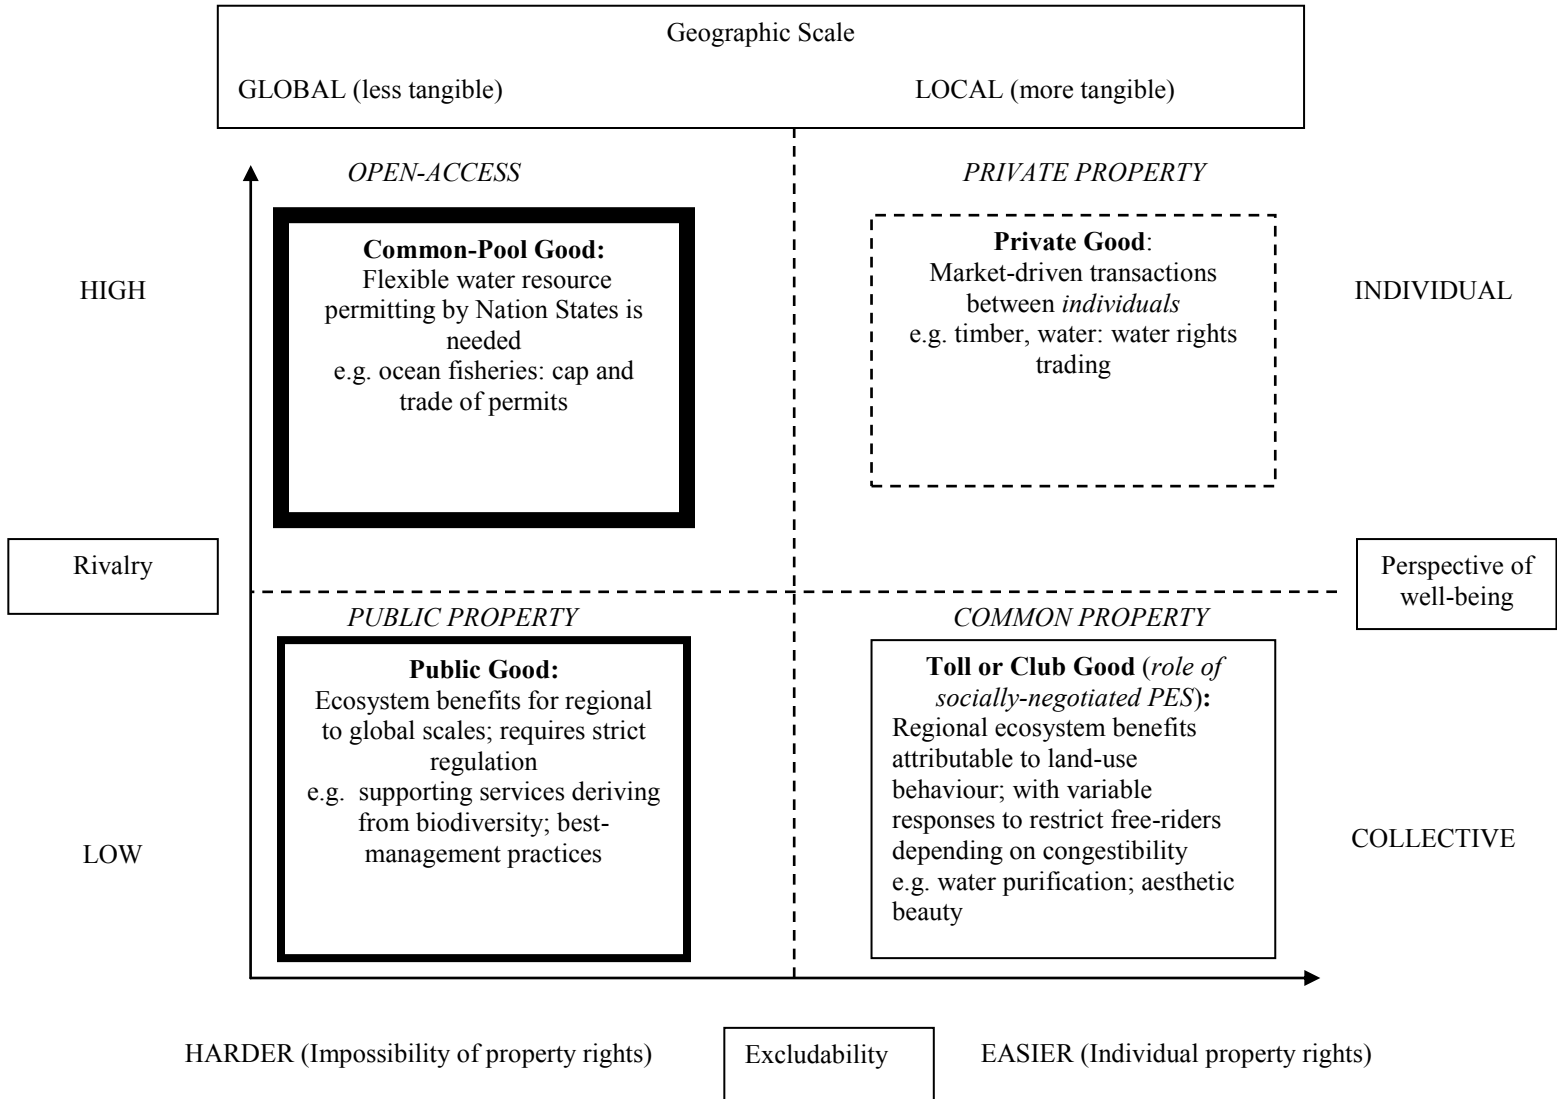 Geographic Scale
GLOBAL (less tangible)
LOCAL (more tangible)
OPEN-ACCESS
PRIVATE PROPERTY
HIGH
Common-Pool Good:
Flexible water resource
permitting by Nation States is
needed
e.g. ocean fisheries: cap and
trade of permits
Private Good:
Market-driven transactions
between individuals
e.g. timber, water: water rights
trading
INDIVIDUAL
Rivalry
Perspective of
well-being
PUBLIC PROPERTY
COMMON PROPERTY
LOW
Public Good:
Ecosystem benefits for regional
to global scales; requires strict
regulation
e.g. supporting services deriving
from biodiversity; best-
management practices
Toll or Club Good (role of
socially-negotiated PES):
Regional ecosystem benefits
attributable to land-use
behaviour; with variable
responses to restrict free-riders
depending on congestibility
e.g. water purification; aesthetic
beauty
COLLECTIVE
HARDER (Impossibility of property rights)
Excludability
EASIER (Individual property rights)